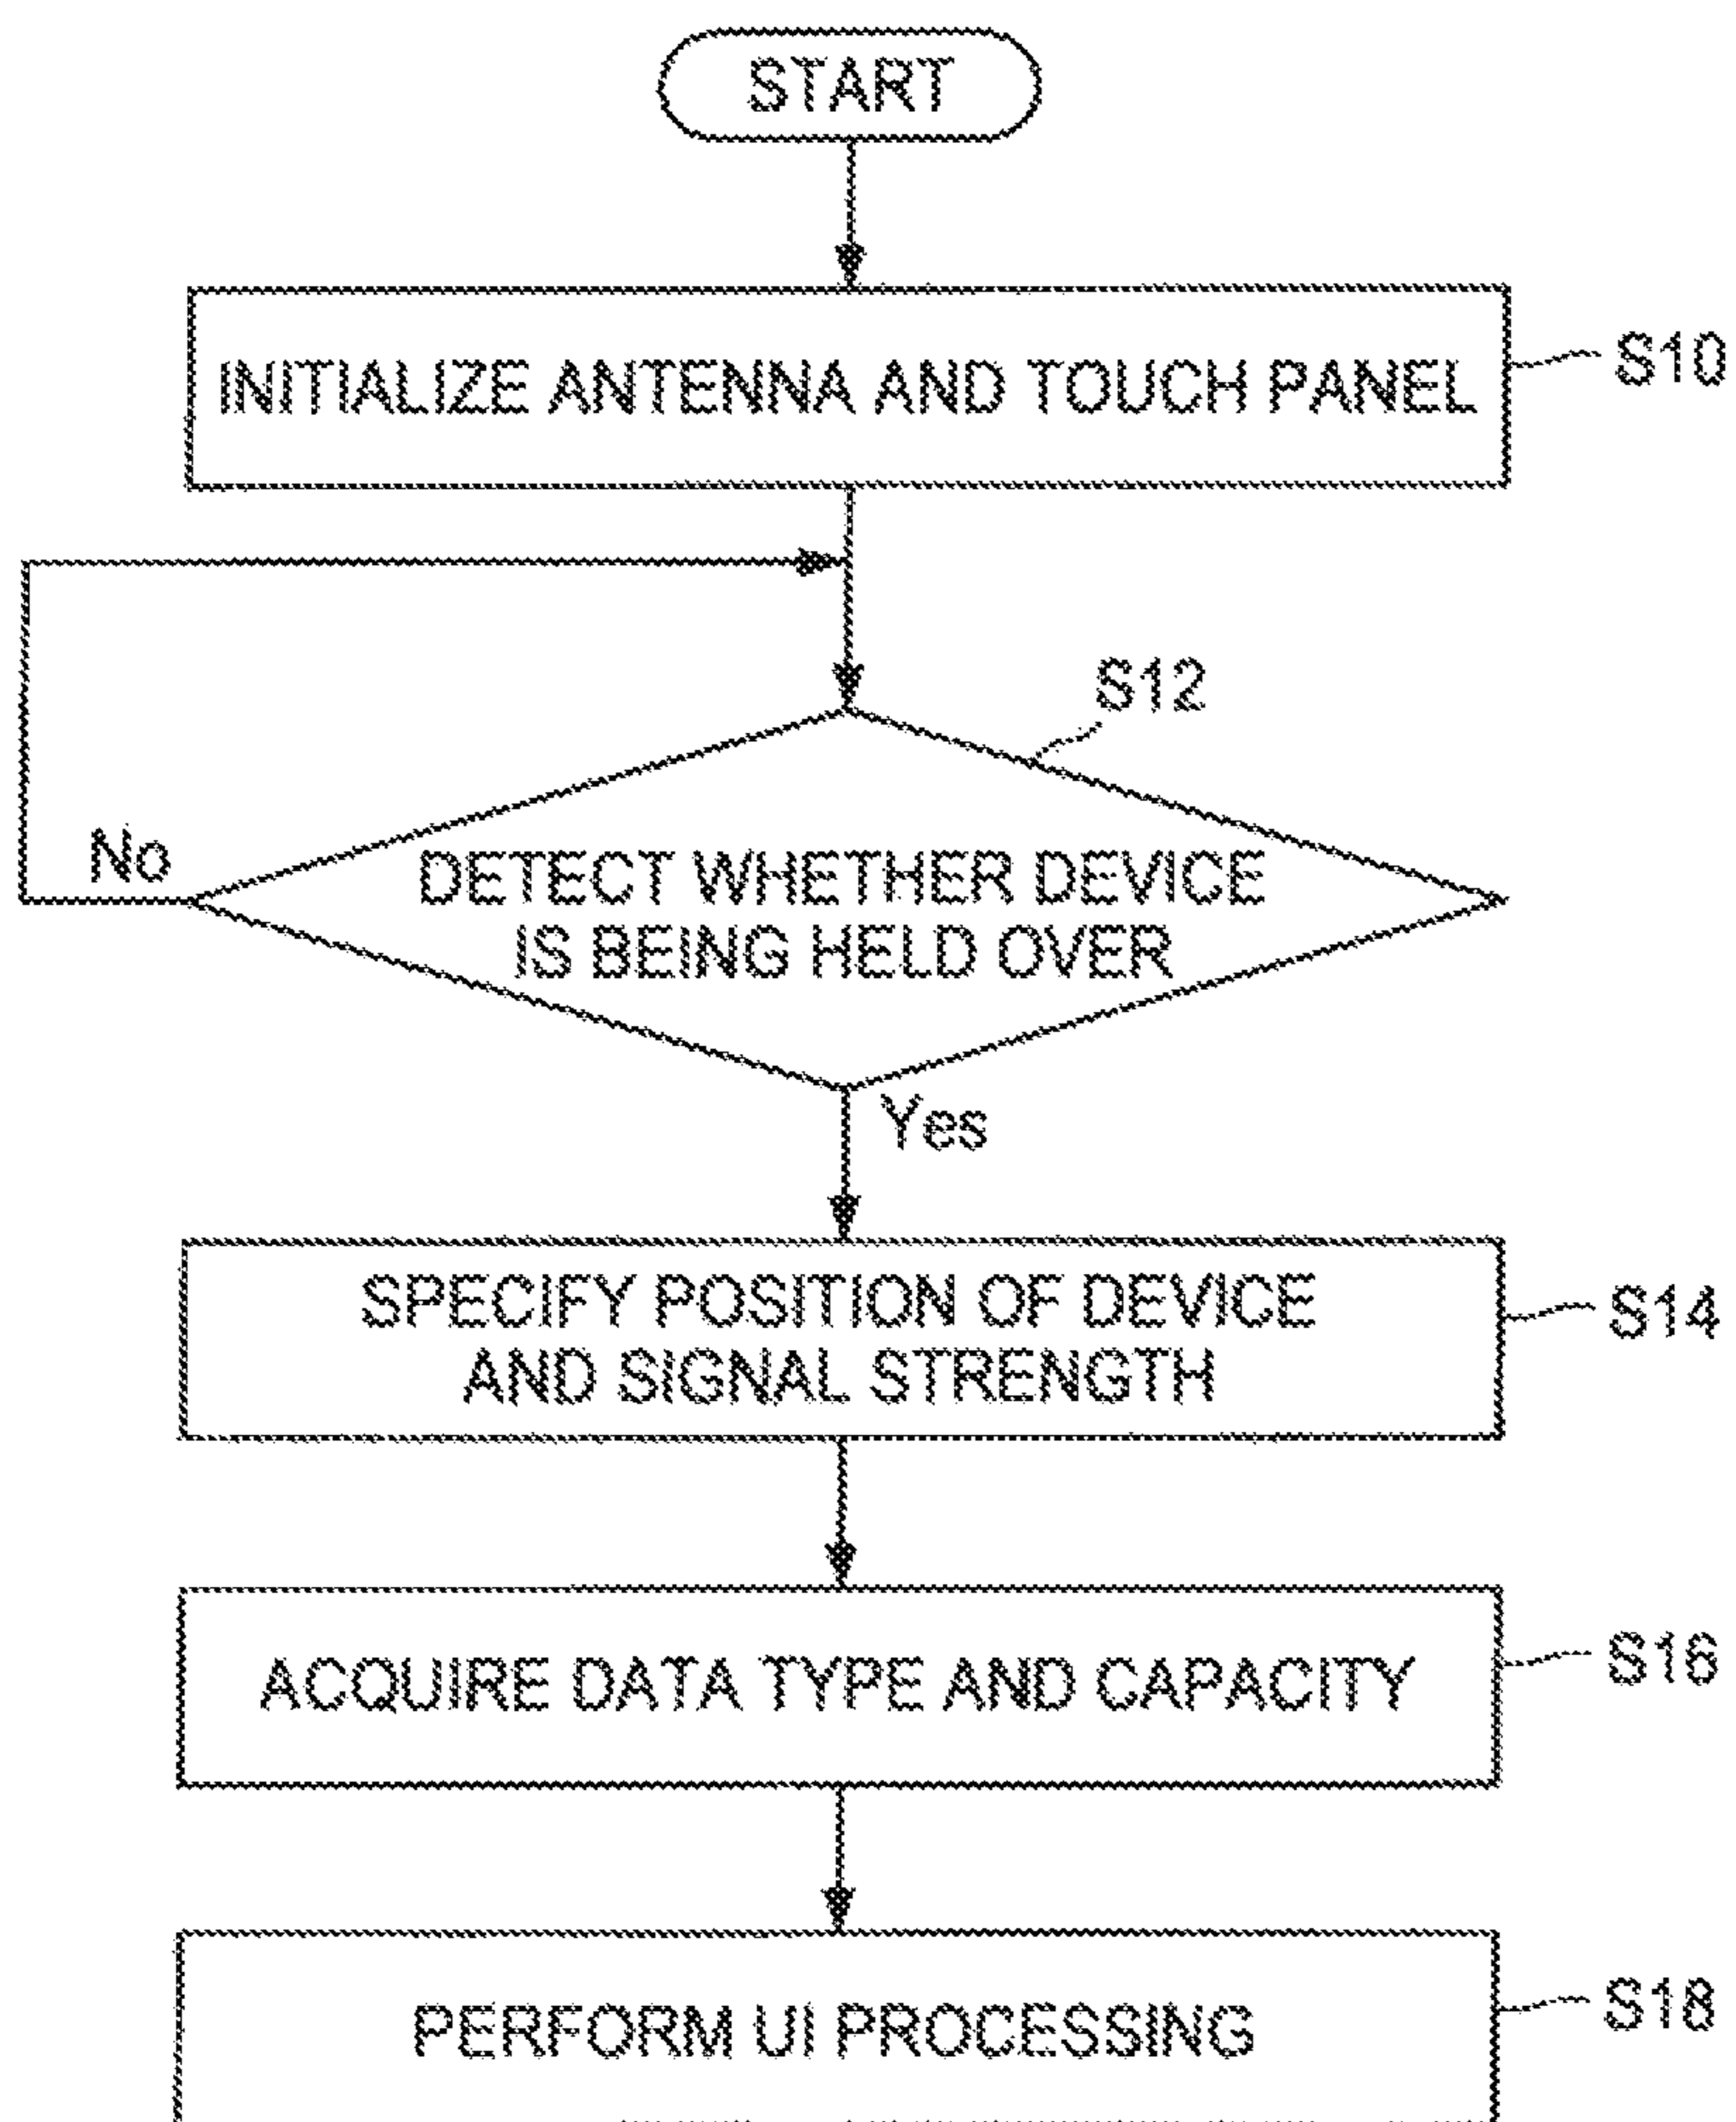 START
INITIALIZE ANTENNA AND TOUCH PANEL
S10
S12
No
DETECT WHETHER DEVICE
IS BEING HELD OVER
Yes
SPECIFY POSITION OF DEVICE
AND SIGNAL STRENGTH
S14
ACQUIRE DATA TYPE AND CAPACITY
S16
PERFORM UI PROCESSING
S18